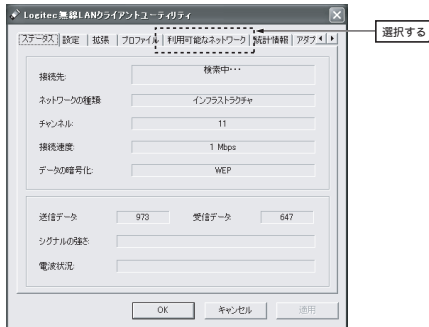 Logitec 無線LANクライアントユーティリティ
選択する
ステータス 設定 拡張 プロファイル 利用可能なネットワーク 統計情報 アダプ
接続先: 検索中・・・
ネットワークの種類 インフラストラクチャ
チャンネル: 11
接続速度: 1 Mbps
データの暗号化: WEP
送信データ: 973 受信データ: 647
シグナルの強さ:
電波状況:
OK キャンセル 適用